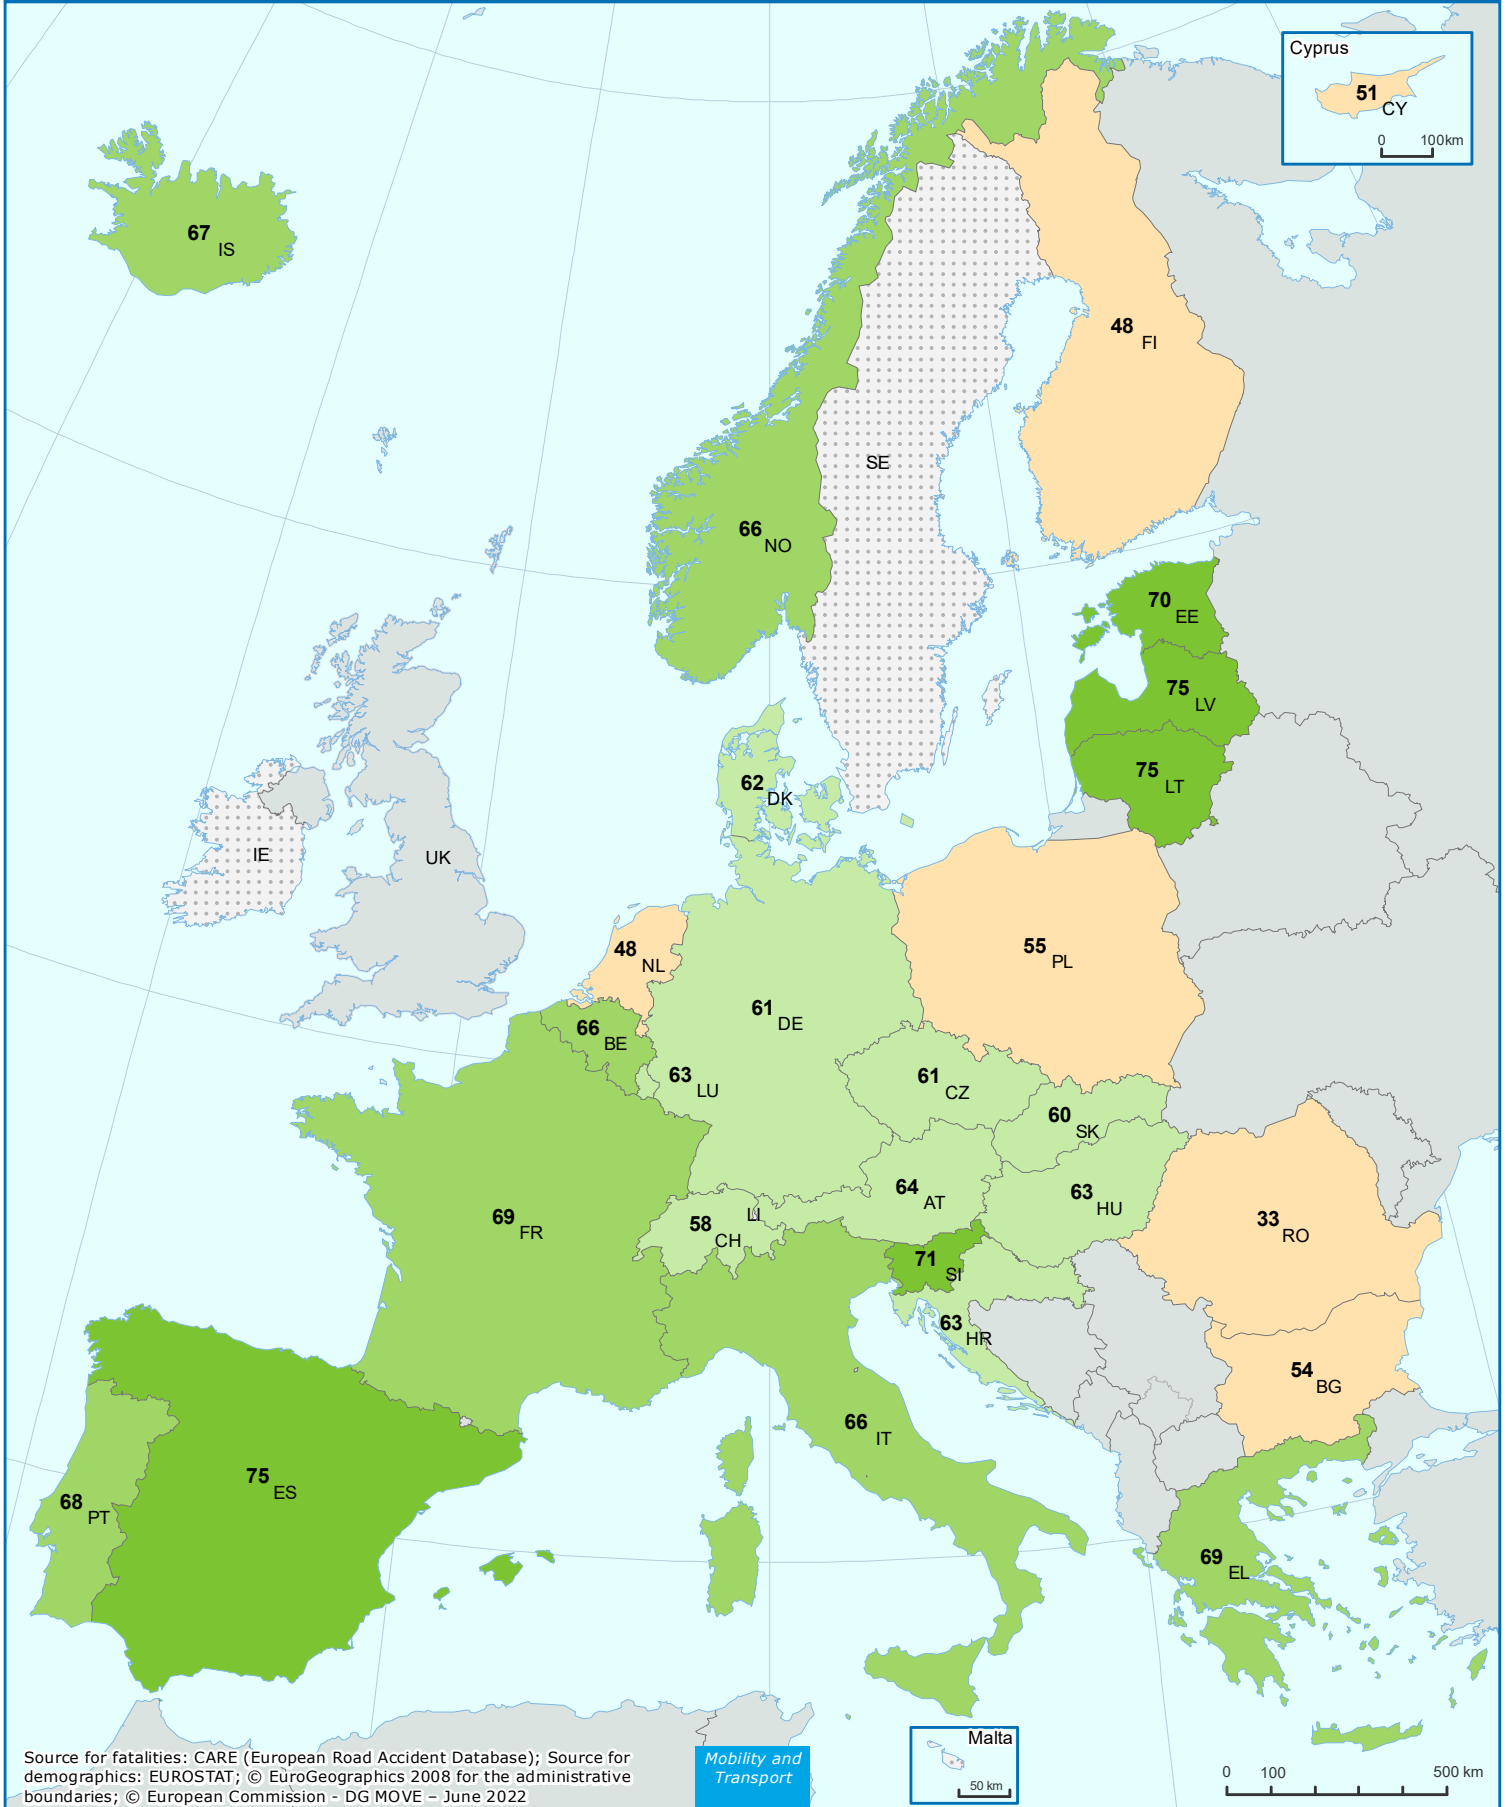 Cyprus
51
CY
0 100km
67
IS
48
FI
SE
66
NO
70
EE
75
LV
75
LT
62
DK
IE
UK
48
NL
55
PL
61
DE
66
BE
63
LU
61
CZ
60
SK
64
AT
63
HU
69
FR
58
CH
LI
33
RO
71
SI
63
HR
54
BG
66
IT
75
ES
68
PT
69
EL
Malta
50 km
Mobility and
Transport
0 100 500 km
Source for fatalities: CARE (European Road Accident Database); Source for
demographics: EUROSTAT; © EuroGeographics 2008 for the administrative
boundaries; © European Commission - DG MOVE – June 2022